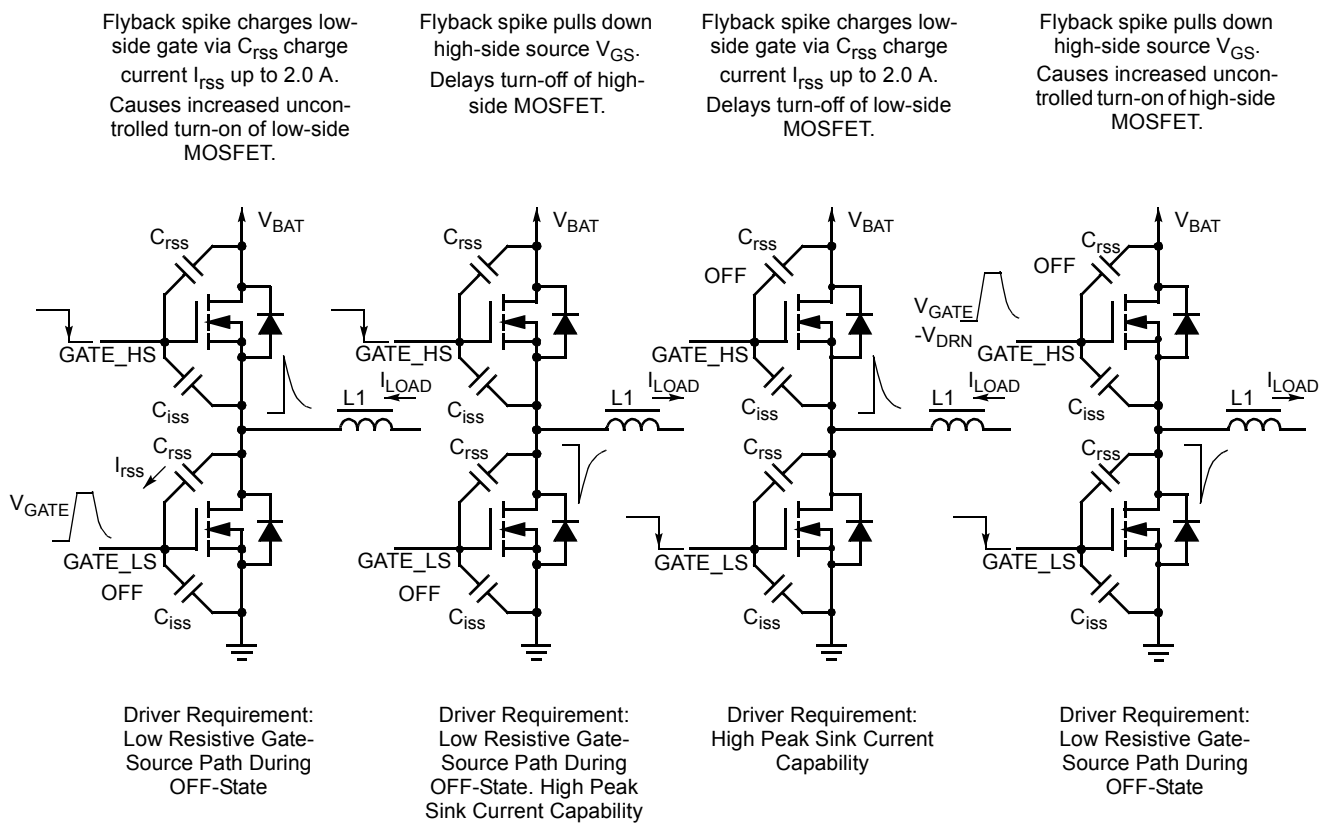 Flyback spike charges low-
side gate via Crss charge
current Irss up to 2.0 A.
Causes increased uncon-
trolled turn-on of low-side
MOSFET.
Flyback spike pulls down
high-side source VGS.
Delays turn-off of high-
side MOSFET.
Flyback spike charges low-
side gate via Crss charge
current Irss up to 2.0 A.
Delays turn-off of low-side
MOSFET.
Flyback spike pulls down
high-side source VGS.
Causes increased uncon-
trolled turn-on of high-side
MOSFET.
VBAT
Crss
GATE_HS
Ciss
ILOAD
L1
Crss
Irss
VGATE
GATE_LS
OFF
Ciss
VBAT
Crss
GATE_HS
Ciss
ILOAD
L1
Crss
GATE_LS
OFF
Ciss
VBAT
Crss
OFF
GATE_HS
Ciss
ILOAD
L1
Crss
GATE_LS
Ciss
VBAT
Crss
OFF
VGATE
-VDRN
GATE_HS
Ciss
ILOAD
L1
Crss
GATE_LS
Ciss
Driver Requirement:
Low Resistive Gate-
Source Path During
OFF-State
Driver Requirement:
Low Resistive Gate-
Source Path During
OFF-State. High Peak
Sink Current Capability
Driver Requirement:
High Peak Sink Current
Capability
Driver Requirement:
Low Resistive Gate-
Source Path During
OFF-State